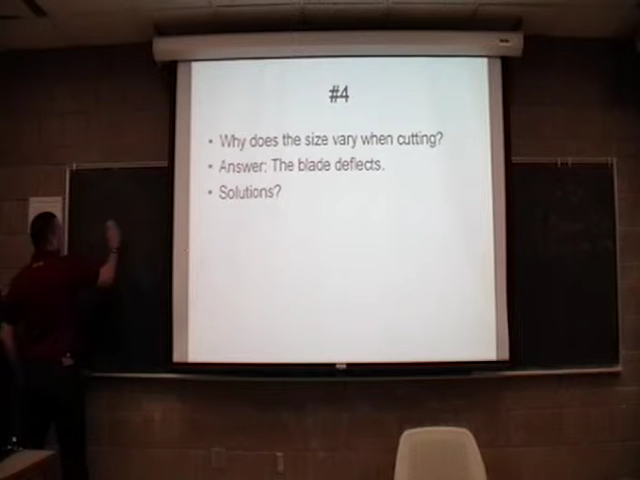 #4
• Why does the size vary when cutting?
• Answer: The blade deflects.
• Solutions?